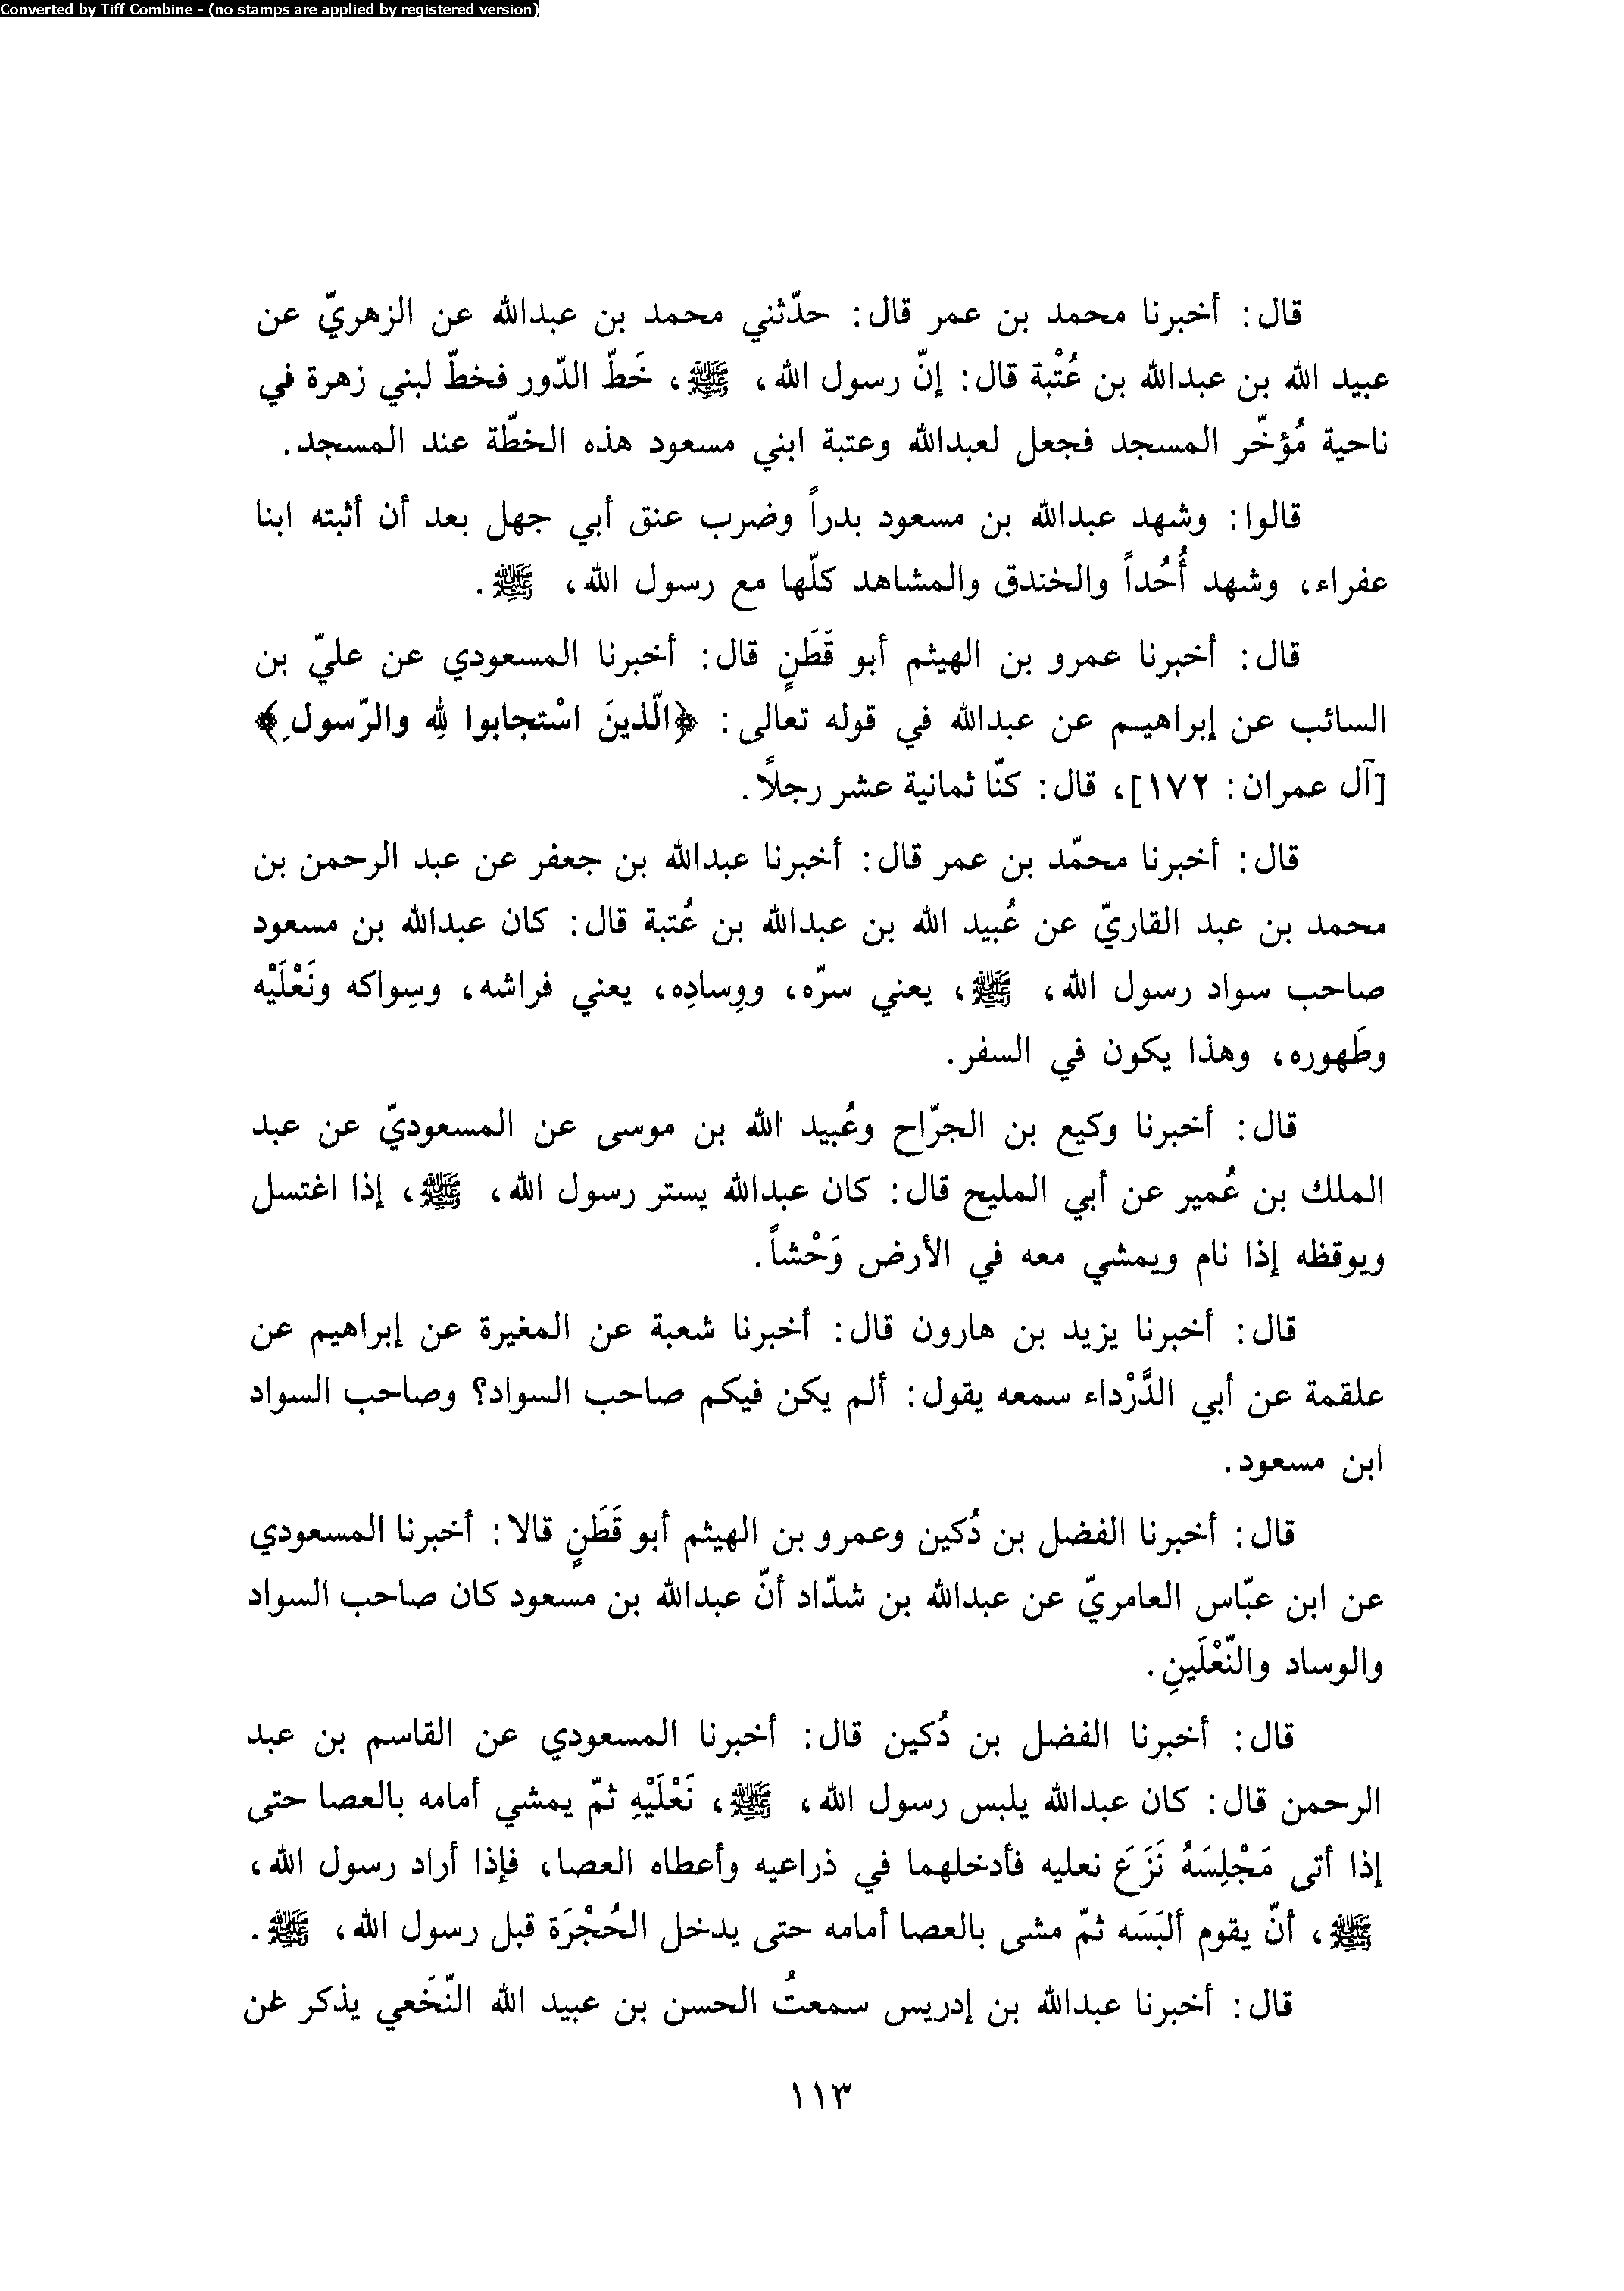 Converted by Tiff Combine - (no stamps are applied by registered version)
قال: أخبرنا محمد بن عمر قال: حدّثني محمد بن عبدالله عن الزهريّ عن
عبيد الله بن عبدالله بن عُتْبة قال: إنّ رسول الله، ﷺ، خَطّ الدّور فخطّ لبني زهرة في
ناحية مُؤخّر المسجد فجعل لعبدالله وعتبة ابني مسعود هذه الخطّة عند المسجد.
قالوا: وشهد عبدالله بن مسعود بدراً وضرب عنق أبي جهل بعد أن أثبته ابنا
عفراء، وشهد أُحُداً والخندق والمشاهد كلّها مع رسول الله، ﷺ.
قال: أخبرنا عمرو بن الهيثم أبو قَطَنٍ قال: أخبرنا المسعودي عن عليّ بن
السائب عن إبراهيم عن عبدالله في قوله تعالى: ﴿الّذينَ اسْتجابوا لِلهِ والرّسولِ﴾
[آل عمران: ١٧٢]، قال: كنّا ثمانية عشر رجلاً.
قال: أخبرنا محمّد بن عمر قال: أخبرنا عبدالله بن جعفر عن عبد الرحمن بن
محمد بن عبد القاريّ عن عُبيد الله بن عبدالله بن عُتبة قال: كان عبدالله بن مسعود
صاحب سواد رسول الله، ﷺ، يعني سرّه، ووِسادِه، يعني فراشه، وسِواكه ونَعْلَيْه
وطَهوره، وهذا يكون في السفر.
قال: أخبرنا وكيع بن الجرّاح وعُبيد الله بن موسى عن المسعوديّ عن عبد
الملك بن عُمير عن أبي المليح قال: كان عبدالله يستر رسول الله، ﷺ، إذا اغتسل
ويوقظه إذا نام ويمشي معه في الأرض وَحْشاً.
قال: أخبرنا يزيد بن هارون قال: أخبرنا شعبة عن المغيرة عن إبراهيم عن
علقمة عن أبي الدَّرْداء سمعه يقول: ألم يكن فيكم صاحب السواد؟ وصاحب السواد
ابن مسعود.
قال: أخبرنا الفضل بن دُكين وعمرو بن الهيثم أبو قَطَنٍ قالا: أخبرنا المسعودي
عن ابن عبّاس العامريّ عن عبدالله بن شدّاد أنّ عبدالله بن مسعود كان صاحب السواد
والوساد والنّعْلَينِ.
قال: أخبرنا الفضل بن دُكين قال: أخبرنا المسعودي عن القاسم بن عبد
الرحمن قال: كان عبدالله يلبس رسول الله، ﷺ، نَعْلَيْهِ ثمّ يمشي أمامه بالعصا حتى
إذا أتى مَجْلِسَهُ نَزَعَ نعليه فأدخلهما في ذراعيه وأعطاه العصا، فإذا أراد رسول الله،
ﷺ، أنّ يقوم ألبَسَه ثمّ مشى بالعصا أمامه حتى يدخل الحُجْرَة قبل رسول الله، ﷺ.
قال: أخبرنا عبدالله بن إدريس سمعتُ الحسن بن عبيد الله النّخَعي يذكر عن
١١٣